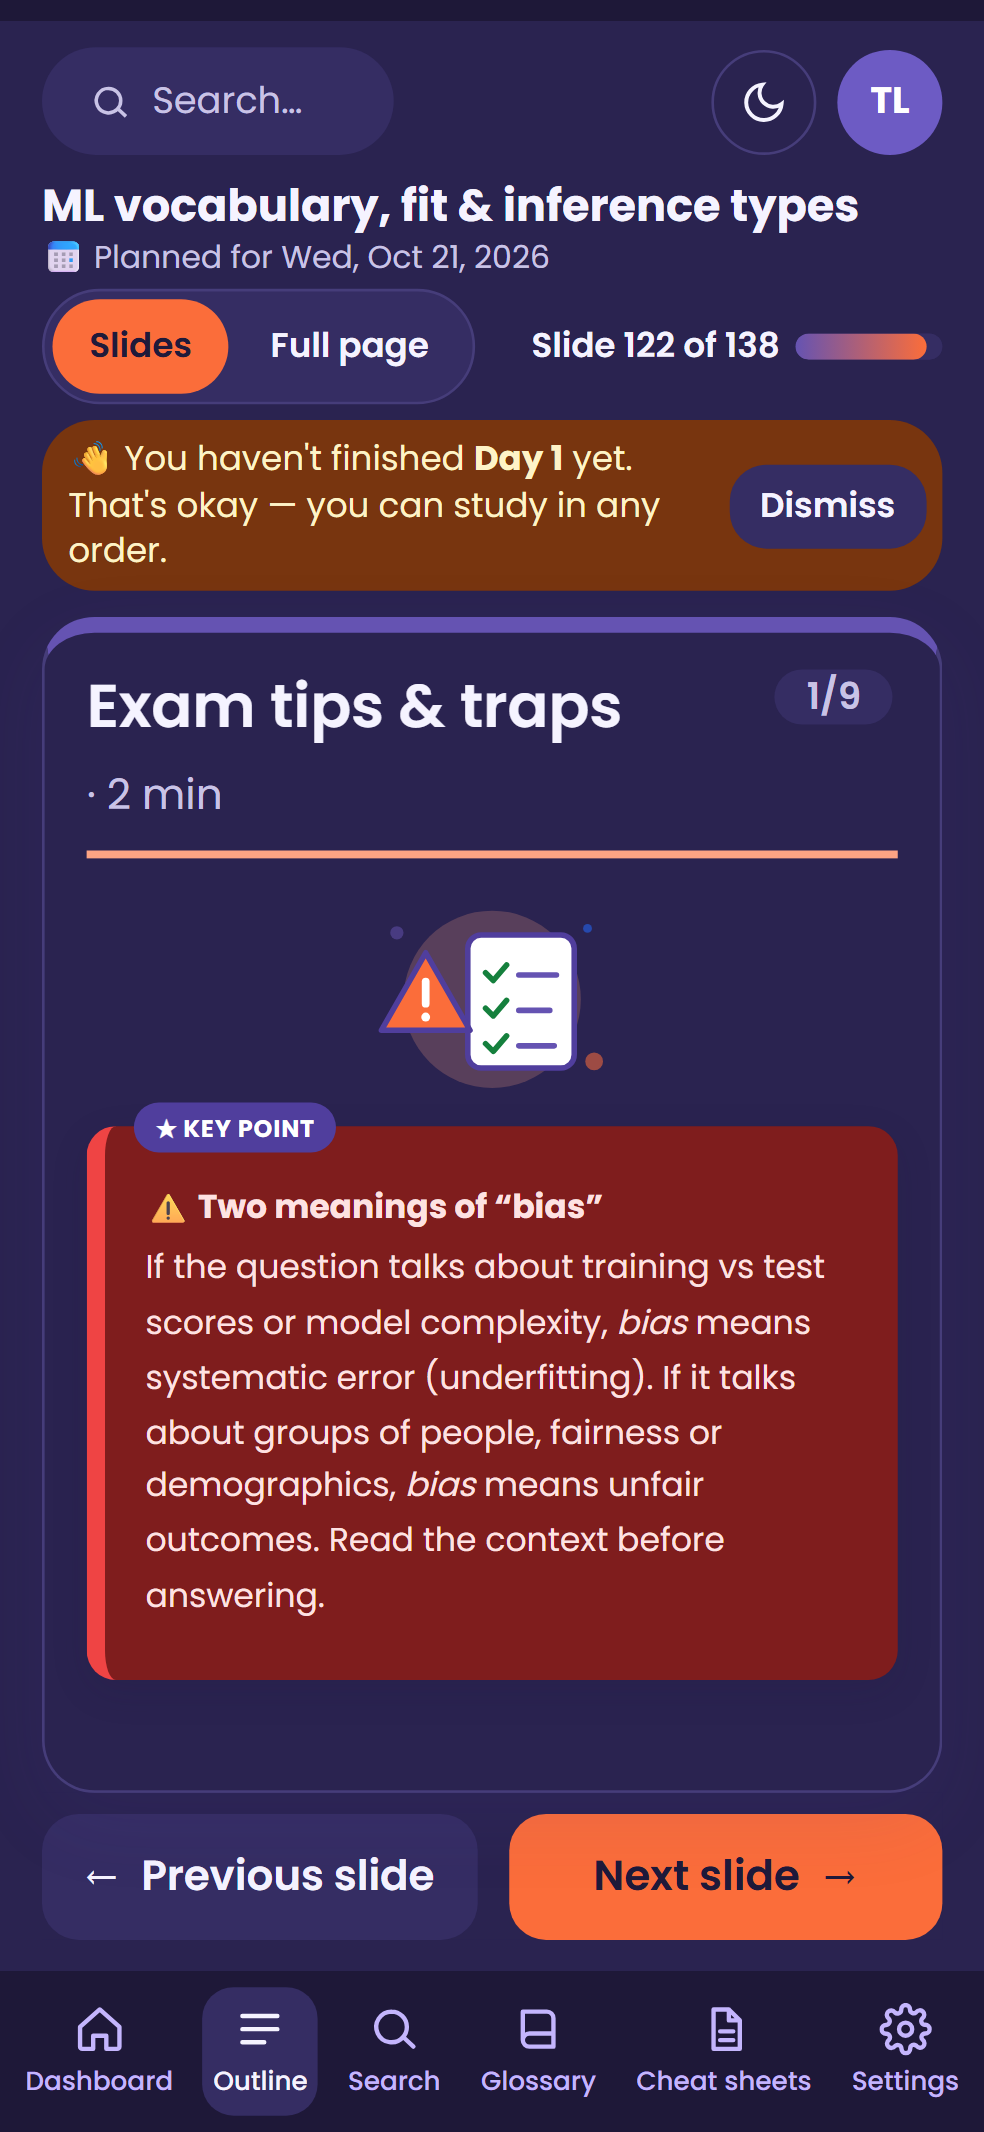 Search...
TL
ML vocabulary, fit & inference types
Planned for Wed, Oct 21, 2026
Slides
Full page
Slide 122 of 138
👋 You haven't finished Day 1 yet.
That's okay — you can study in any
order.
Dismiss
Exam tips & traps
1/9
· 2 min
★ KEY POINT
⚠️ Two meanings of “bias”
If the question talks about training vs test
scores or model complexity, bias means
systematic error (underfitting). If it talks
about groups of people, fairness or
demographics, bias means unfair
outcomes. Read the context before
answering.
← Previous slide
Next slide →
Dashboard
Outline
Search
Glossary
Cheat sheets
Settings